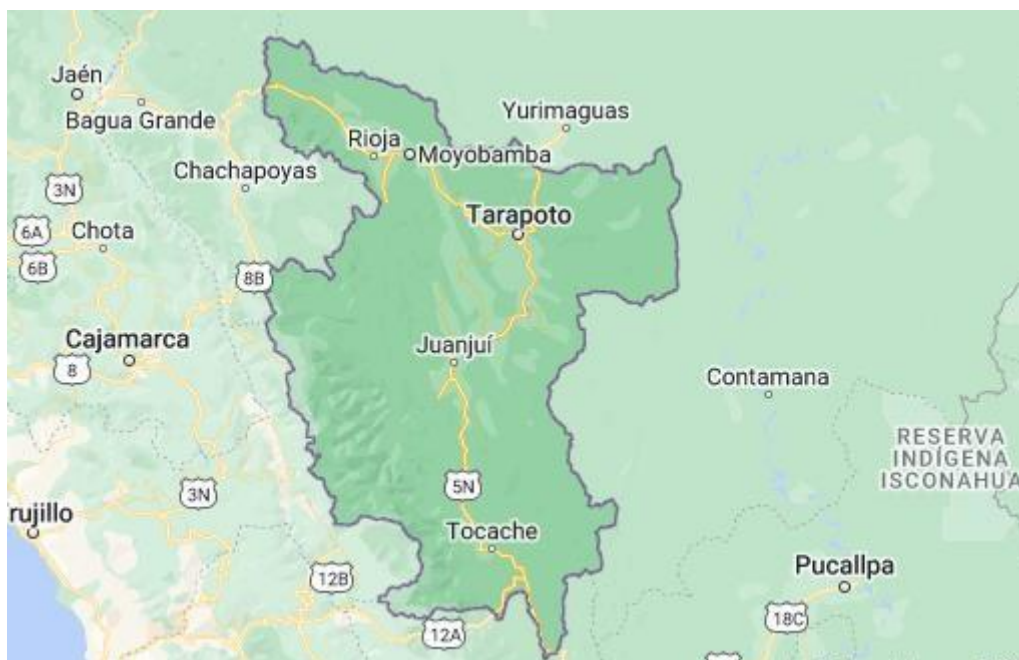 Jaén
Bagua Grande
Yurimaguas
Rioja
Moyobamba
Chachapoyas
3N
Tarapoto
6A
Chota
6B
8B
Cajamarca
8
Juanjuí
Contamana
RESERVA
INDÍGENA
ISCONAHUA
5N
3N
rujillo
Tocache
12B
Pucallpa
18C
12A